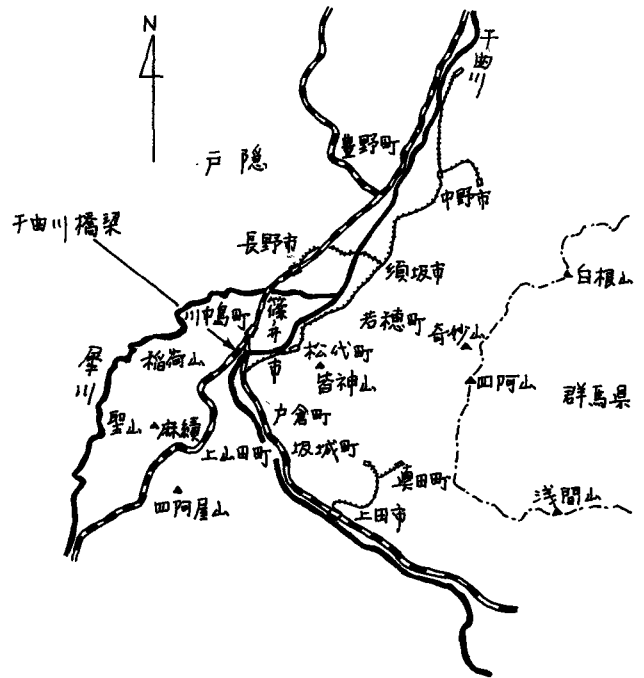 N
千曲川
豊野町
戸隠
中野市
千曲川橋梁
長野市
須坂市
白根山
川中島町
篠井市
若穂町
奇妙山
犀川
稲荷山
松代町
皆神山
四阿山
群馬県
聖山
麻績
戸倉町
上山田町
坂城町
真田町
四阿屋山
上田市
浅間山